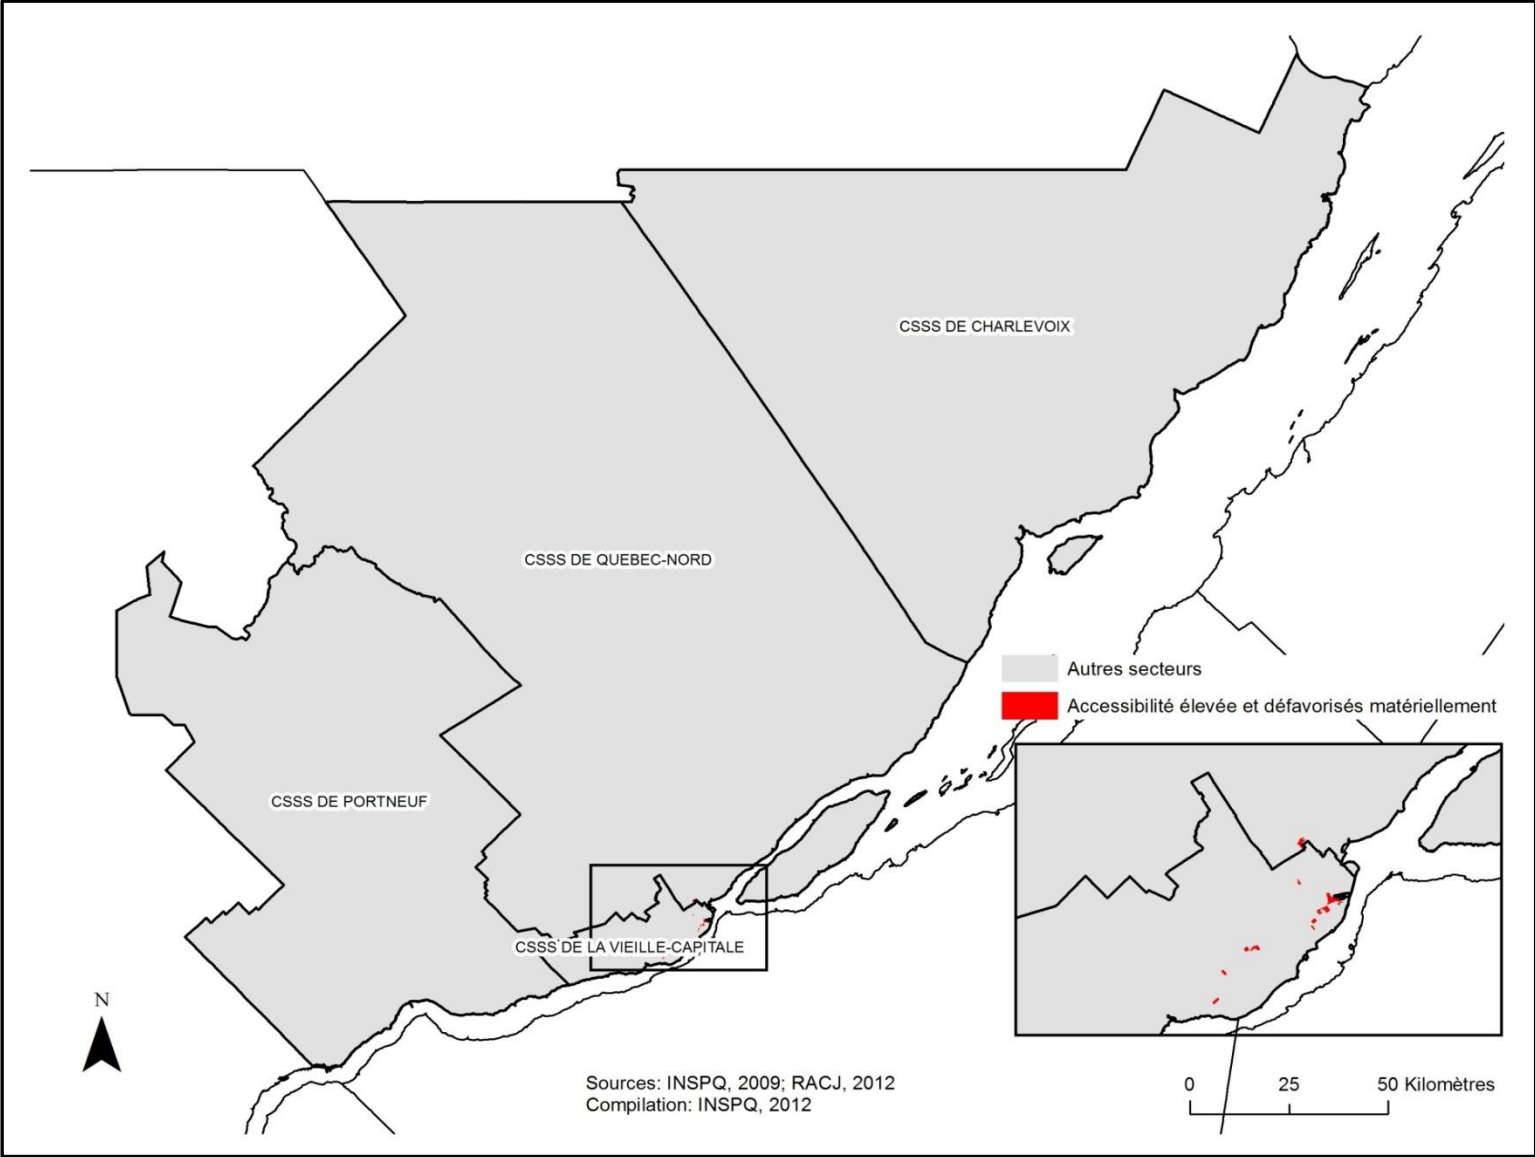 CSSS DE CHARLEVOIX
CSSS DE QUEBEC-NORD
Autres secteurs
Accessibilité élevée et défavorisés matériellement
CSSS DE PORTNEUF
CSSS DE LA VIEILLE-CAPITALE
N
Sources: INSPQ, 2009; RACJ, 2012
Compilation: INSPQ, 2012
0 25 50 Kilomètres